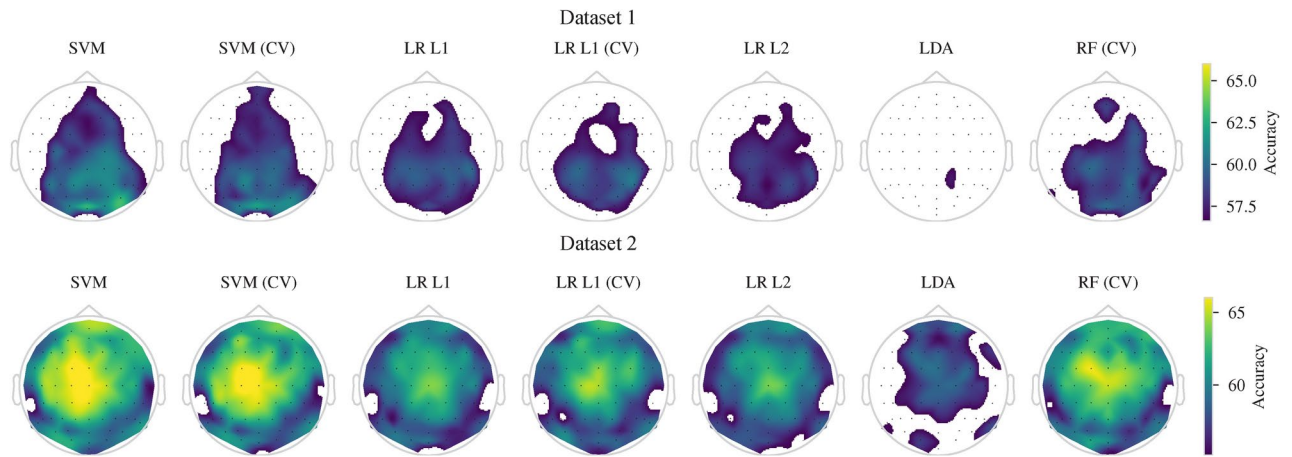 Dataset 1
SVM SVM (CV) LR L1 LR L1 (CV) LR L2 LDA RF (CV)
65.0
62.5
60.0
57.5
Accuracy
Dataset 2
SVM SVM (CV) LR L1 LR L1 (CV) LR L2 LDA RF (CV)
65
60
Accuracy